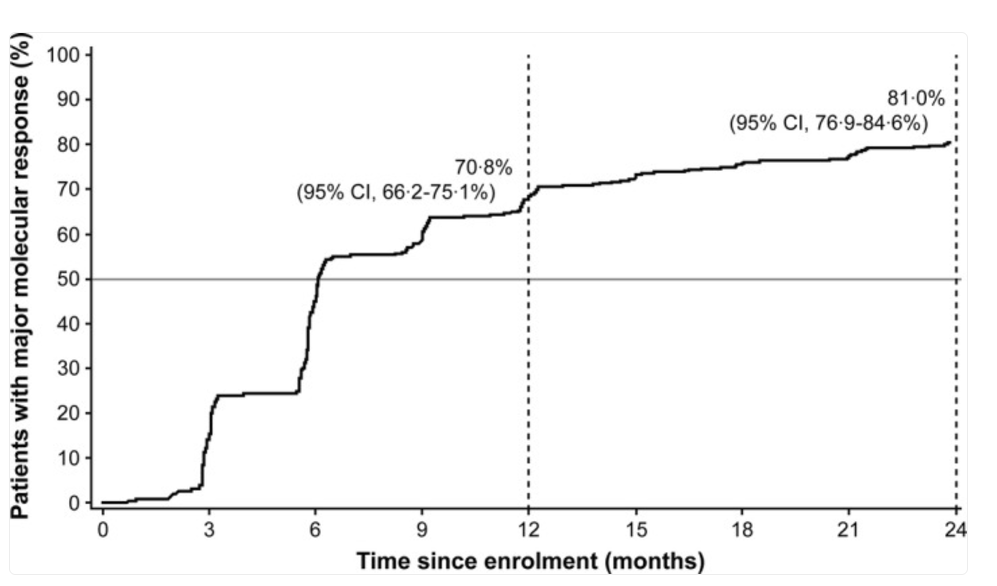 Patients with major molecular response (%)
100
90
80
70
60
50
40
30
20
10
0
81·0%
(95% CI, 76·9-84·6%)
70·8%
(95% CI, 66·2-75·1%)
0 3 6 9 12 15 18 21 24
Time since enrolment (months)